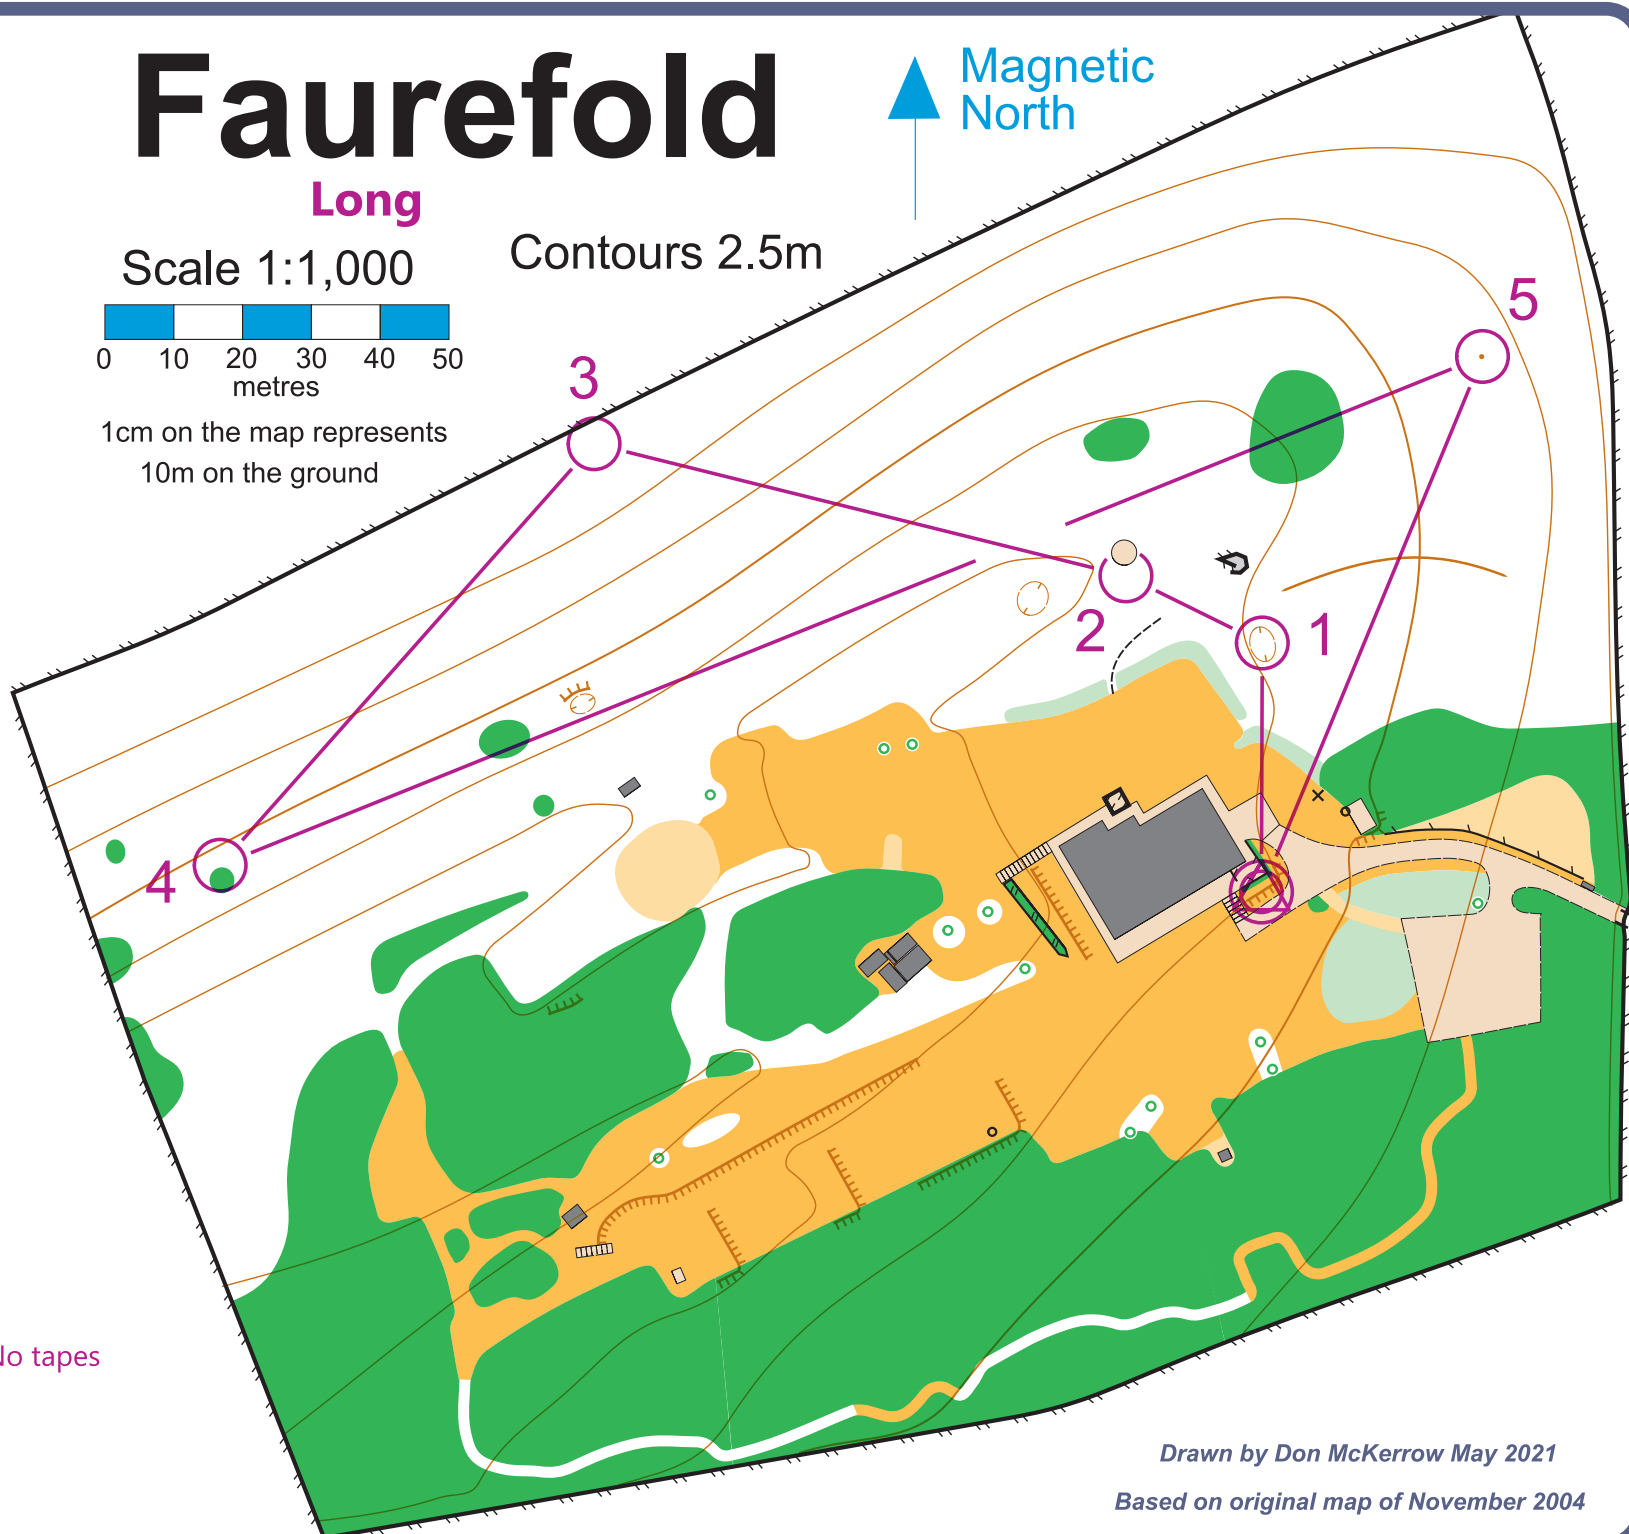 Faurefold
Magnetic
North
Long
Contours 2.5m
Scale 1:1,000
0 10 20 30 40 50
metres
1cm on the map represents
10m on the ground
3
5
2
1
4
No tapes
Drawn by Don McKerrow May 2021
Based on original map of November 2004